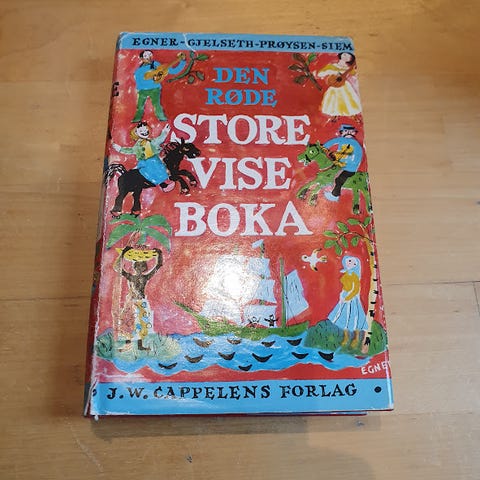 EGNER-GJELSETH-PRØYSEN-SIEM
DEN
RØDE
STORE
VISE
BOKA
EGNER
• J.W. CAPPELENS FORLAG •